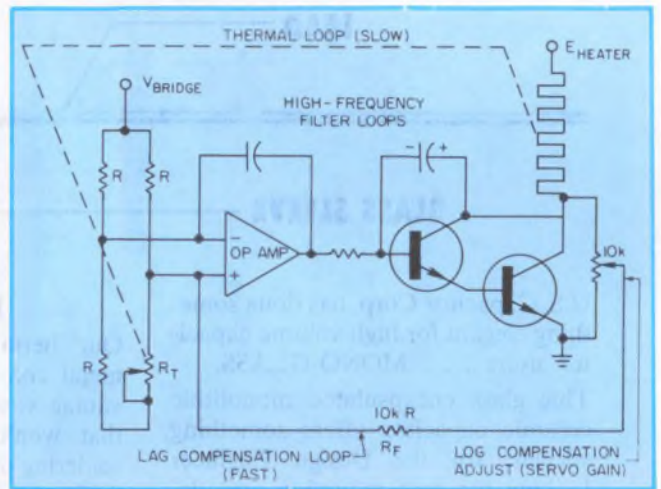 THERMAL LOOP (SLOW)
E HEATER
V BRIDGE
HIGH-FREQUENCY
FILTER LOOPS
- +
R
R
-
OP AMP
+
10k
R
R T
10k R
R F
LAG COMPENSATION LOOP
(FAST)
LOG COMPENSATION
ADJUST (SERVO GAIN)